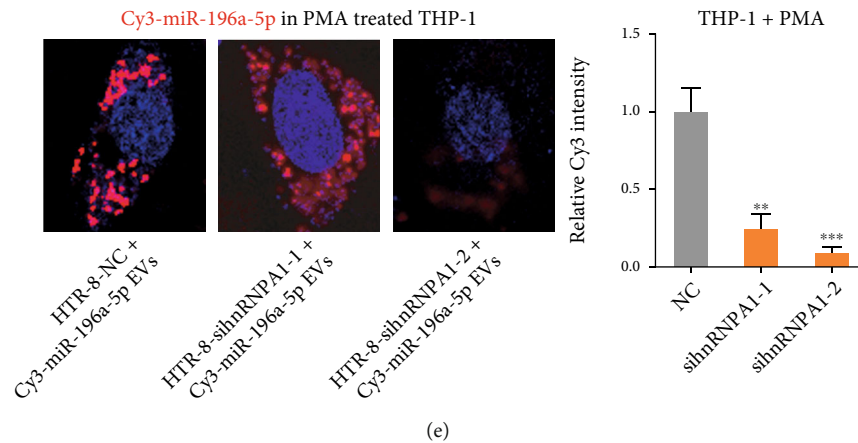 Cy3-miR-196a-5p in PMA treated THP-1
HTR-8-NC +
Cy3-miR-196a-5p EVs
HTR-8-sihnRNPA1-1 +
Cy3-miR-196a-5p EVs
HTR-8-sihnRNPA1-2 +
Cy3-miR-196a-5p EVs
THP-1 + PMA
Relative Cy3 intensity
1.5
1.0
0.5
0.0
**
***
NC
sihnRNPA1-1
sihnRNPA1-2
(e)